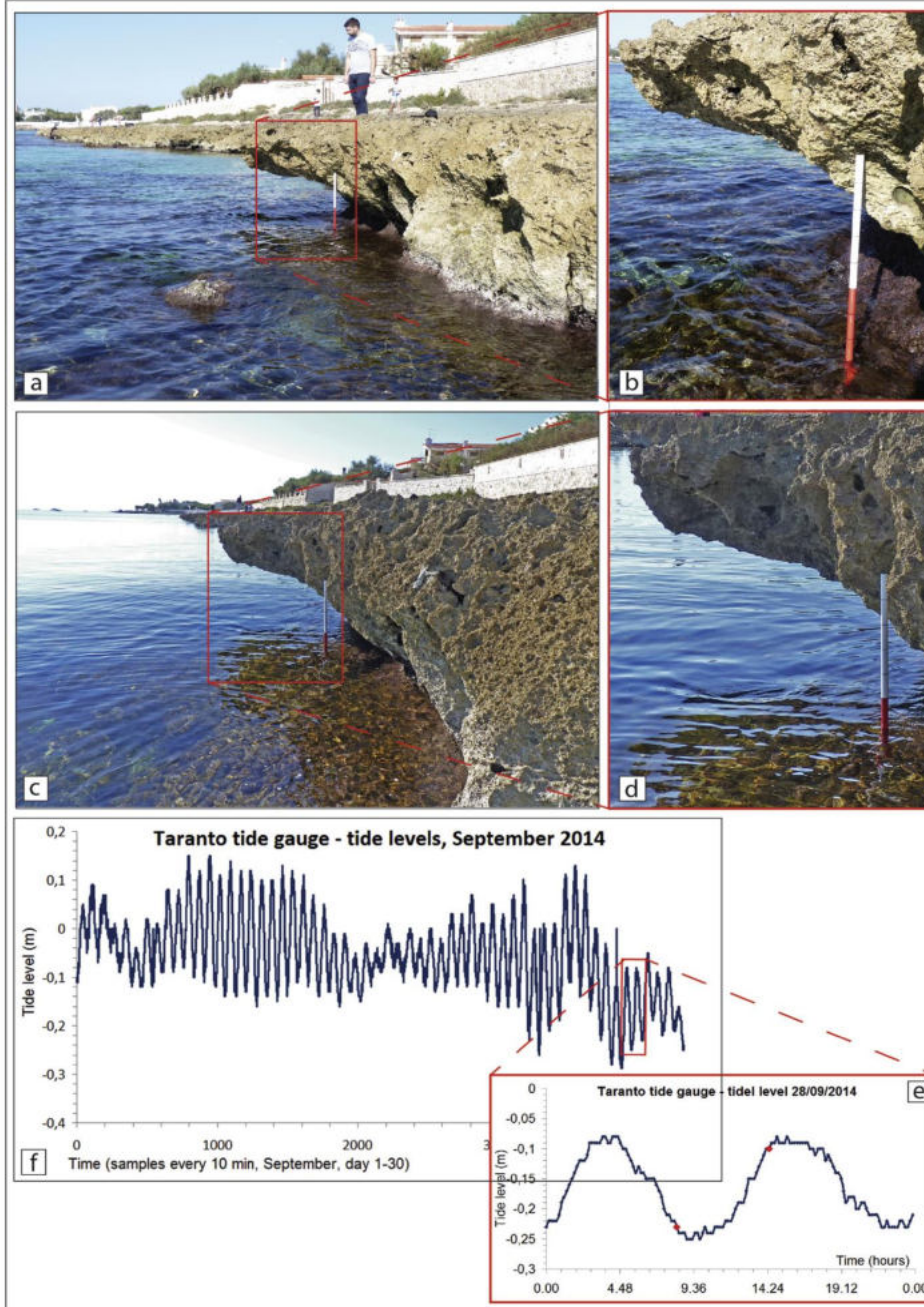 a
b
c
d
Taranto tide gauge - tide levels, September 2014
0,2
0,1
0
-0,1
-0,2
-0,3
-0,4
Tide level (m)
0
1000
2000
3
f
Time (samples every 10 min, September, day 1-30)
Taranto tide gauge - tidel level 28/09/2014
e
0
-0,05
-0,1
-0,15
-0,2
-0,25
-0,3
Tide level (m)
Time (hours)
0.00
4.48
9.36
14.24
19.12
0.00